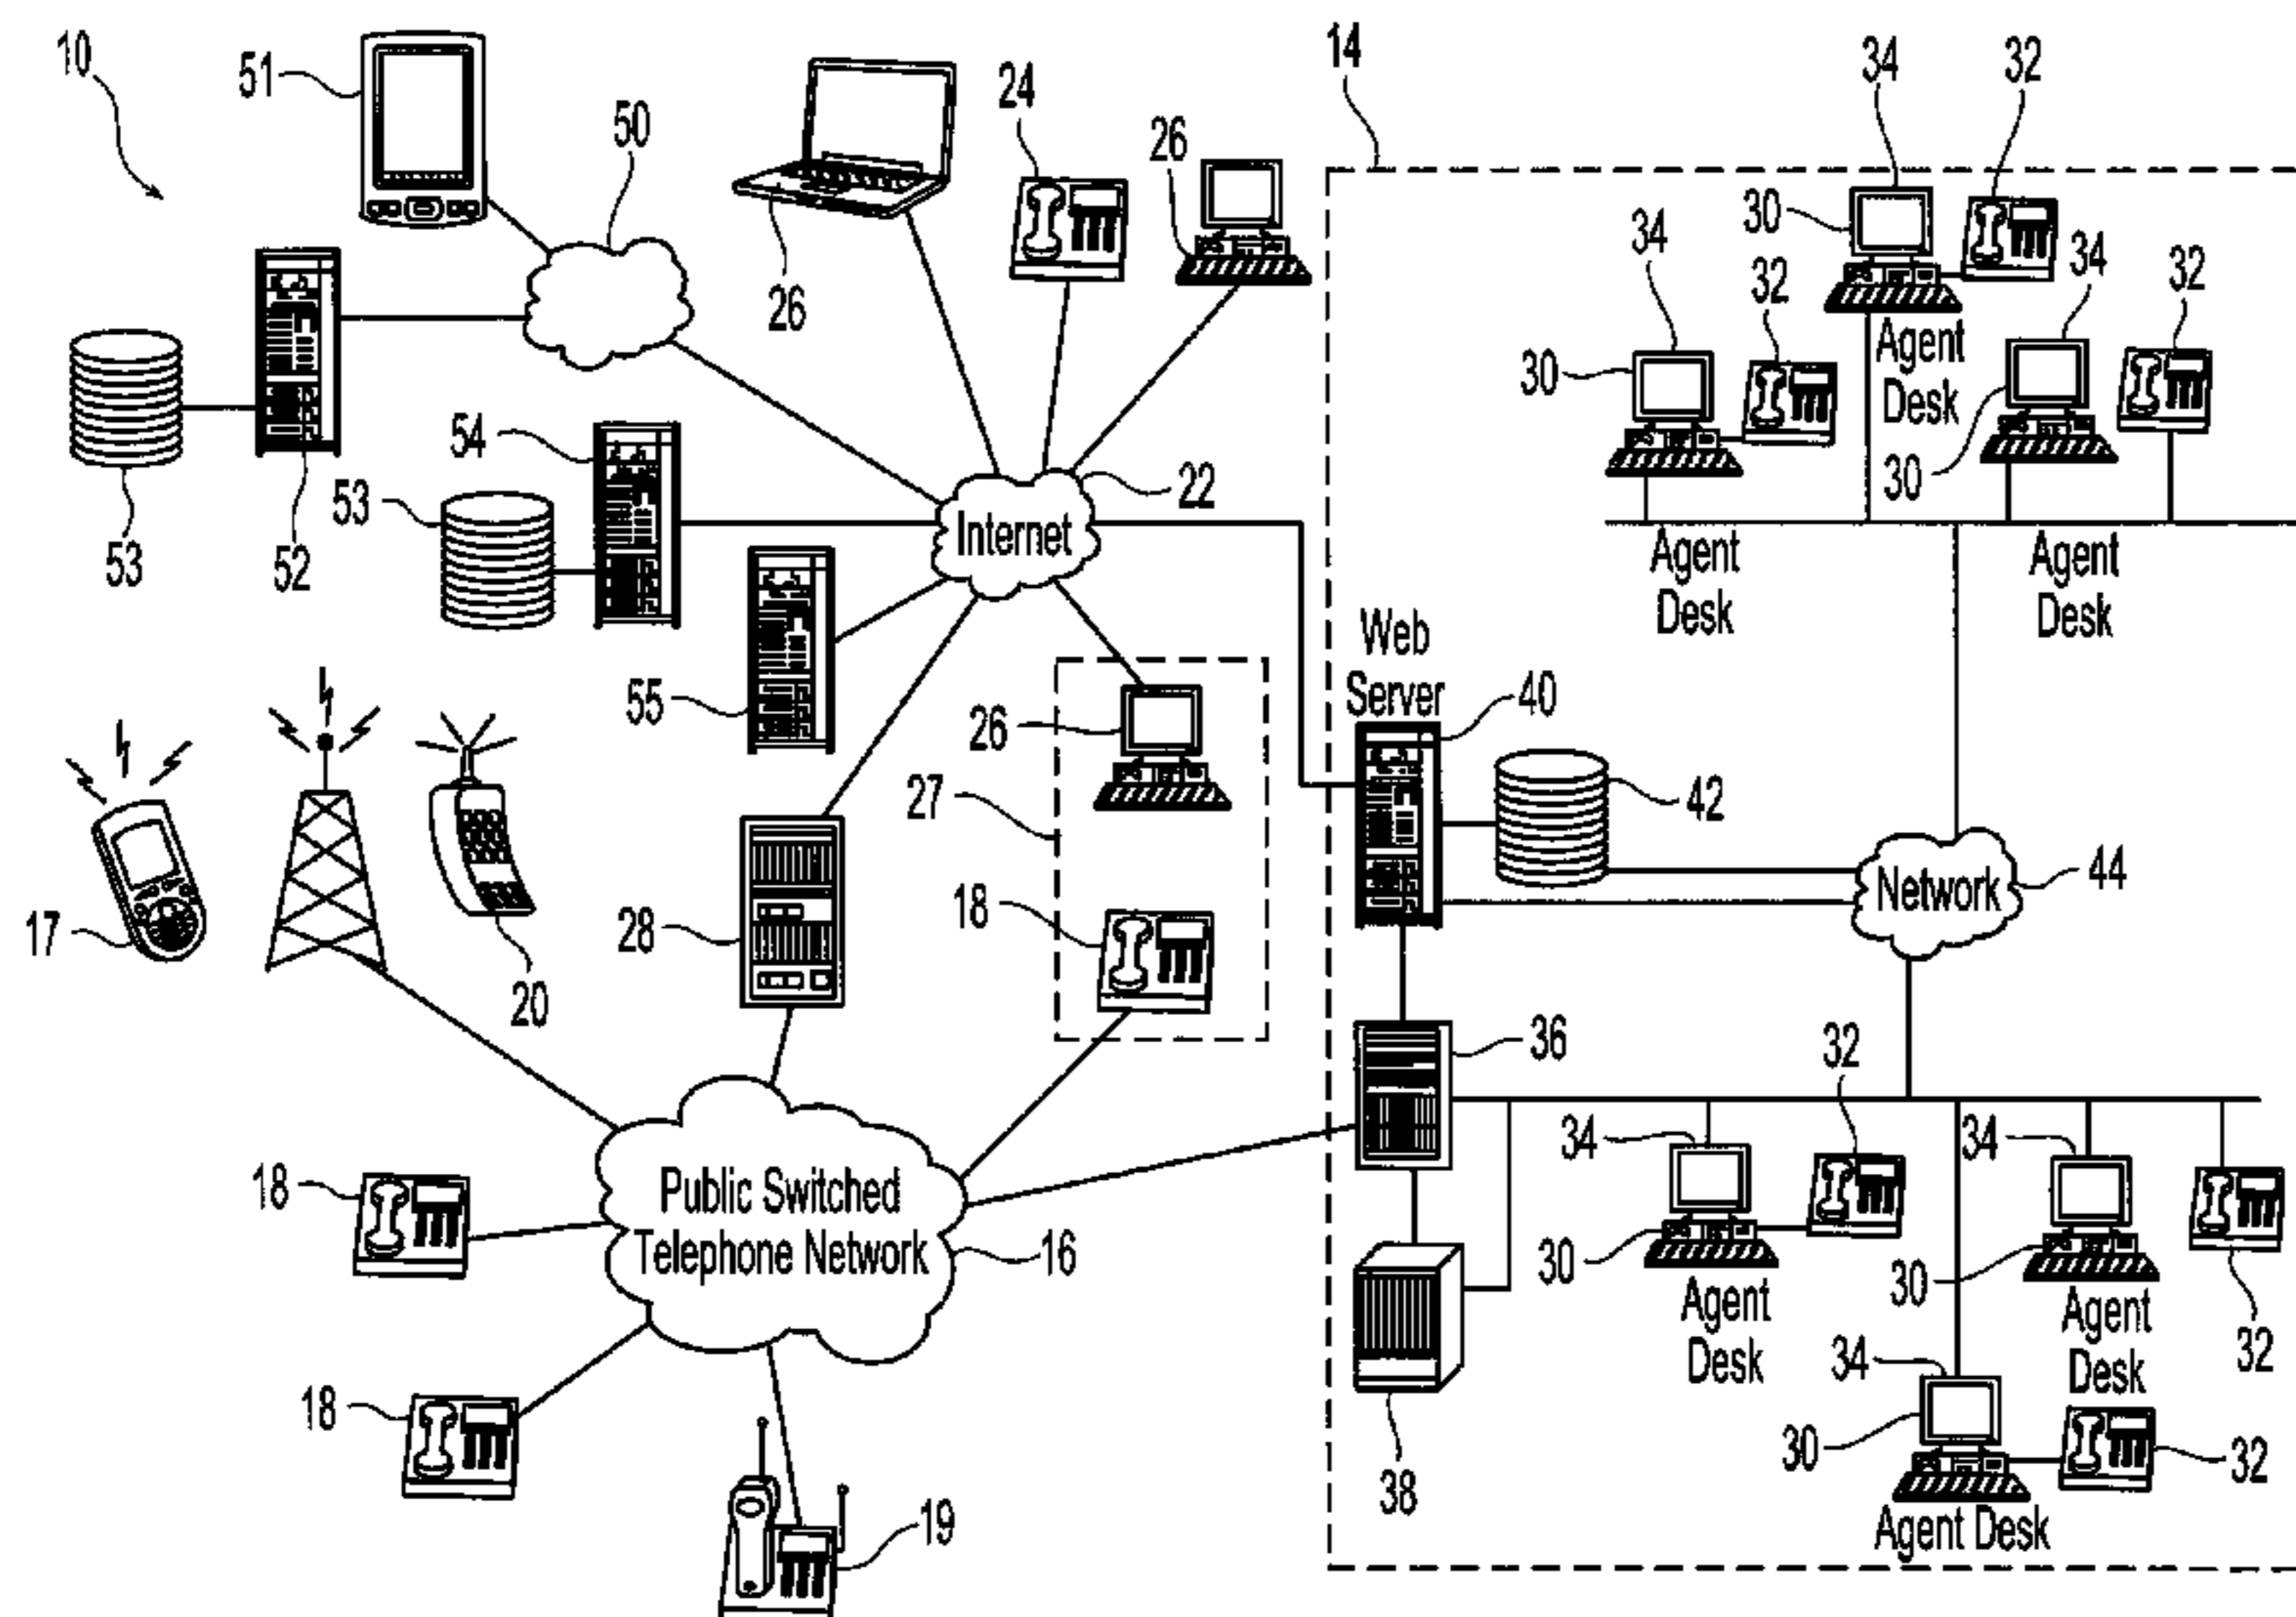 10
51
50
26
24
26
14
34
32
30
34
32
34
32
30
Agent
Desk
30
Agent
Desk
Agent
Desk
53
52
53
54
55
Internet
22
Web
Server
40
42
Network
44
26
27
18
17
20
28
36
32
34
34
18
Public Switched
Telephone Network
16
30
Agent
Desk
30
Agent
Desk
32
18
38
34
30
32
Agent Desk
19